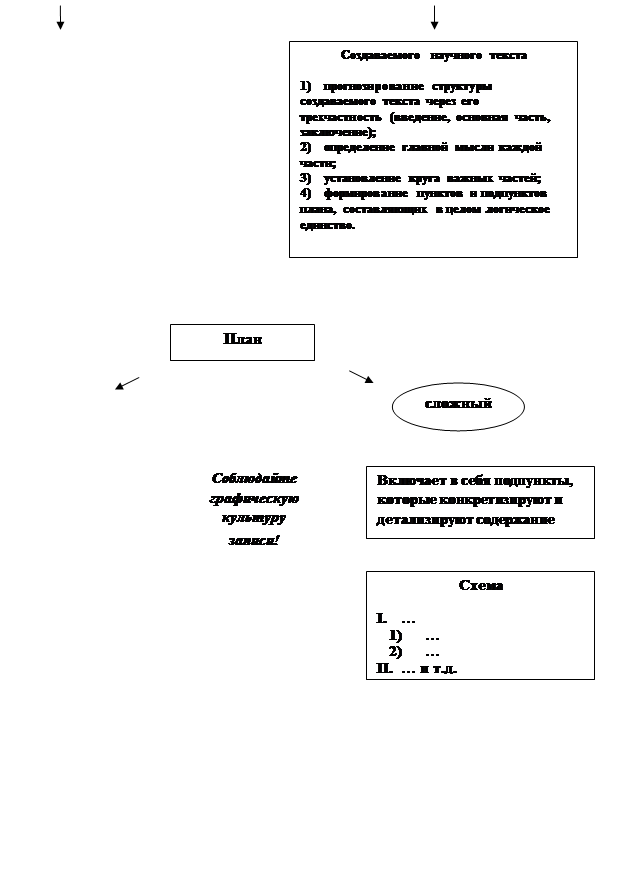 Создаваемого научного текста
1) прогнозирование структуры
создаваемого текста через его
трехчастность (введение, основная часть,
заключение);
2) определение главной мысли каждой
части;
3) установление круга важных частей;
4) формирование пунктов и подпунктов
плана, составляющих в целом логическое
единство.
План
сложный
Соблюдайте
графическую
культуру
записи!
Включает в себя подпункты,
которые конкретизируют и
детализируют содержание
Схема
I. ...
1) ...
2) ...
II. ... и т.д.